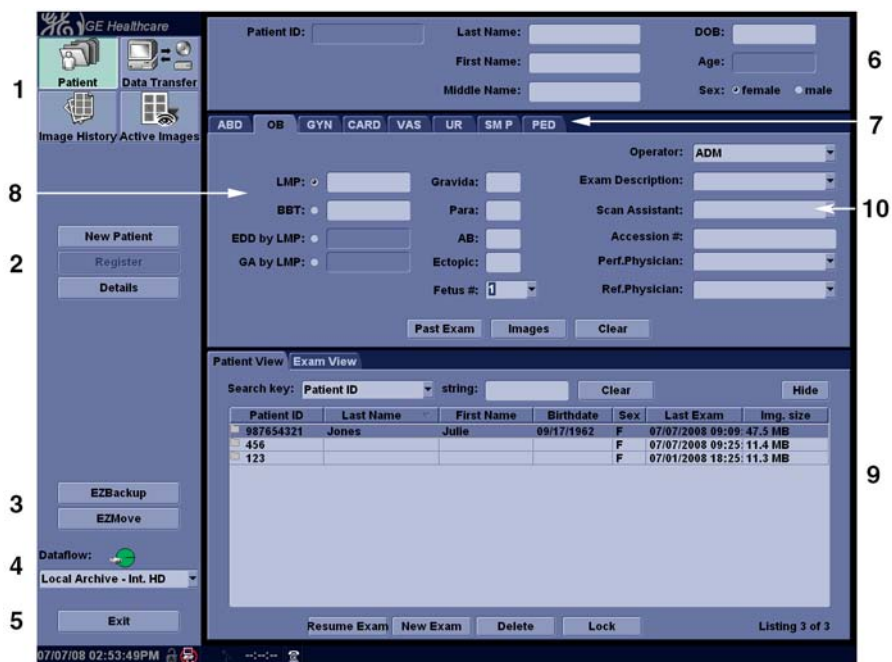 GE Healthcare
Patient ID: Last Name: DOB:
First Name: Age:
Middle Name: Sex: female male
6
1
Patient Data Transfer
Image History Active Images
ABD OB GYN CARD VAS UR SM P PED
7
Operator: ADM
8
LMP: Gravida: Exam Description:
BBT: Para: Scan Assistant:
10
EDD by LMP: AB: Accession #:
GA by LMP: Ectopic: Perf.Physician:
Fetus #: 1 Ref.Physician:
Past Exam Images Clear
2
New Patient
Register
Details
Patient View Exam View
Search key: Patient ID string: Clear Hide
Patient ID Last Name First Name Birthdate Sex Last Exam Img. size
987654321 Jones Julie 09/17/1962 F 07/07/2008 09:09: 47.5 MB
456 F 07/07/2008 09:25: 11.4 MB
123 F 07/01/2008 18:25: 11.3 MB
9
3
EZBackup
EZMove
4
Dataflow:
Local Archive - Int. HD
5
Exit
Resume Exam New Exam Delete Lock Listing 3 of 3
07/07/08 02:53:49PM --:--:--